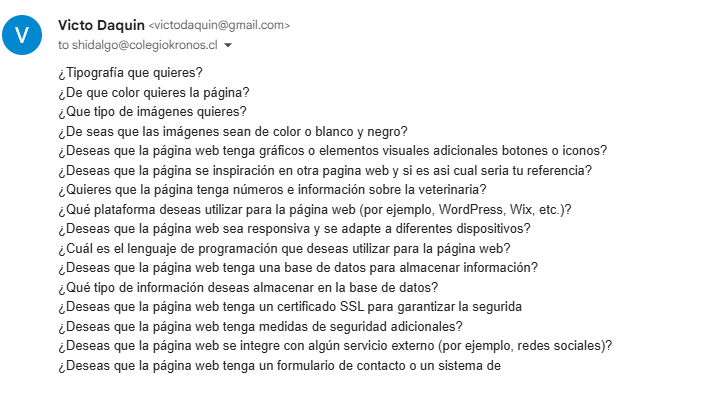 V
Victo Daquin <victodaquin@gmail.com>
to shidalgo@colegiokronos.cl
¿Tipografía que quieres?
¿De que color quieres la página?
¿Que tipo de imágenes quieres?
¿De seas que las imágenes sean de color o blanco y negro?
¿Deseas que la página web tenga gráficos o elementos visuales adicionales botones o iconos?
¿Deseas que la página se inspiración en otra pagina web y si es asi cual seria tu referencia?
¿Quieres que la página tenga números e información sobre la veterinaria?
¿Qué plataforma deseas utilizar para la página web (por ejemplo, WordPress, Wix, etc.)?
¿Deseas que la página web sea responsiva y se adapte a diferentes dispositivos?
¿Cuál es el lenguaje de programación que deseas utilizar para la página web?
¿Deseas que la página web tenga una base de datos para almacenar información?
¿Qué tipo de información deseas almacenar en la base de datos?
¿Deseas que la página web tenga un certificado SSL para garantizar la segurida
¿Deseas que la página web tenga medidas de seguridad adicionales?
¿Deseas que la página web se integre con algún servicio externo (por ejemplo, redes sociales)?
¿Deseas que la página web tenga un formulario de contacto o un sistema de